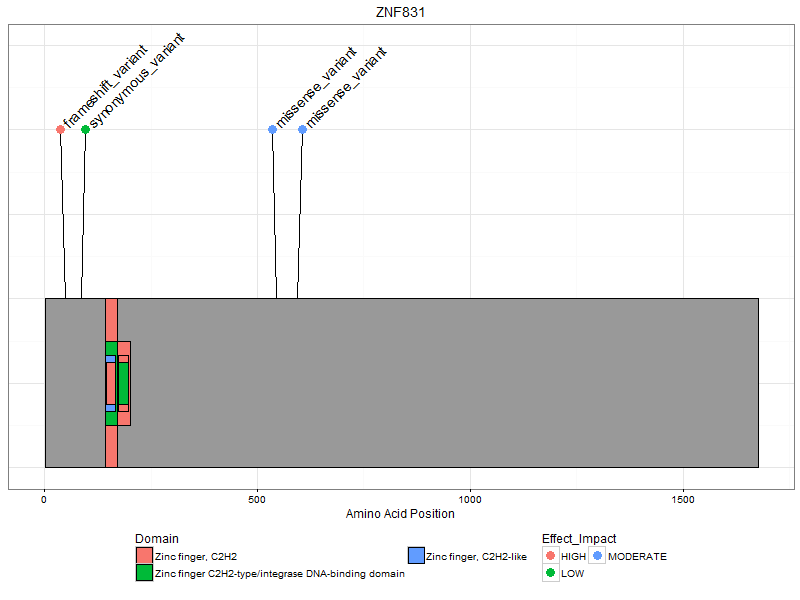 ZNF831
frameshift_variant
synonymous_variant
missense_variant
missense_variant
0
500
1000
1500
Amino Acid Position
Domain
Zinc finger, C2H2
Zinc finger, C2H2-like
Zinc finger C2H2-type/integrase DNA-binding domain
Effect_Impact
HIGH
MODERATE
LOW